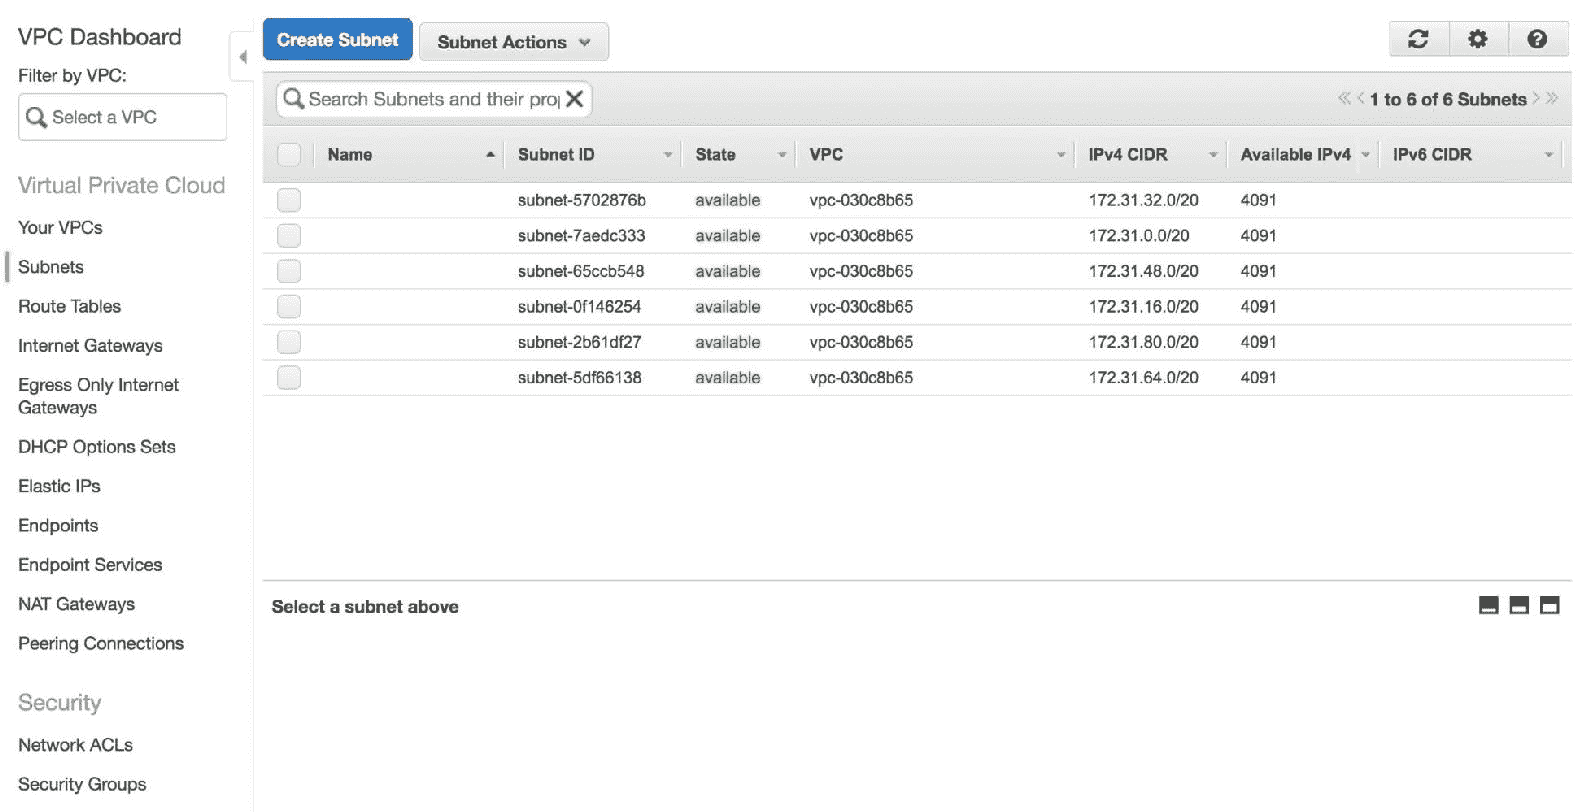 VPC Dashboard
Filter by VPC:
Select a VPC
Virtual Private Cloud
Your VPCs
Subnets
Route Tables
Internet Gateways
Egress Only Internet
Gateways
DHCP Options Sets
Elastic IPs
Endpoints
Endpoint Services
NAT Gateways
Peering Connections
Security
Network ACLs
Security Groups
Create Subnet Subnet Actions
Search Subnets and their pro 1 to 6 of 6 Subnets
Name Subnet ID State VPC IPv4 CIDR Available IPv4 IPv6 CIDR
subnet-5702876b available vpc-030c8b65 172.31.32.0/20 4091
subnet-7aedc333 available vpc-030c8b65 172.31.0.0/20 4091
subnet-65ccb548 available vpc-030c8b65 172.31.48.0/20 4091
subnet-0f146254 available vpc-030c8b65 172.31.16.0/20 4091
subnet-2b61df27 available vpc-030c8b65 172.31.80.0/20 4091
subnet-5df66138 available vpc-030c8b65 172.31.64.0/20 4091
Select a subnet above